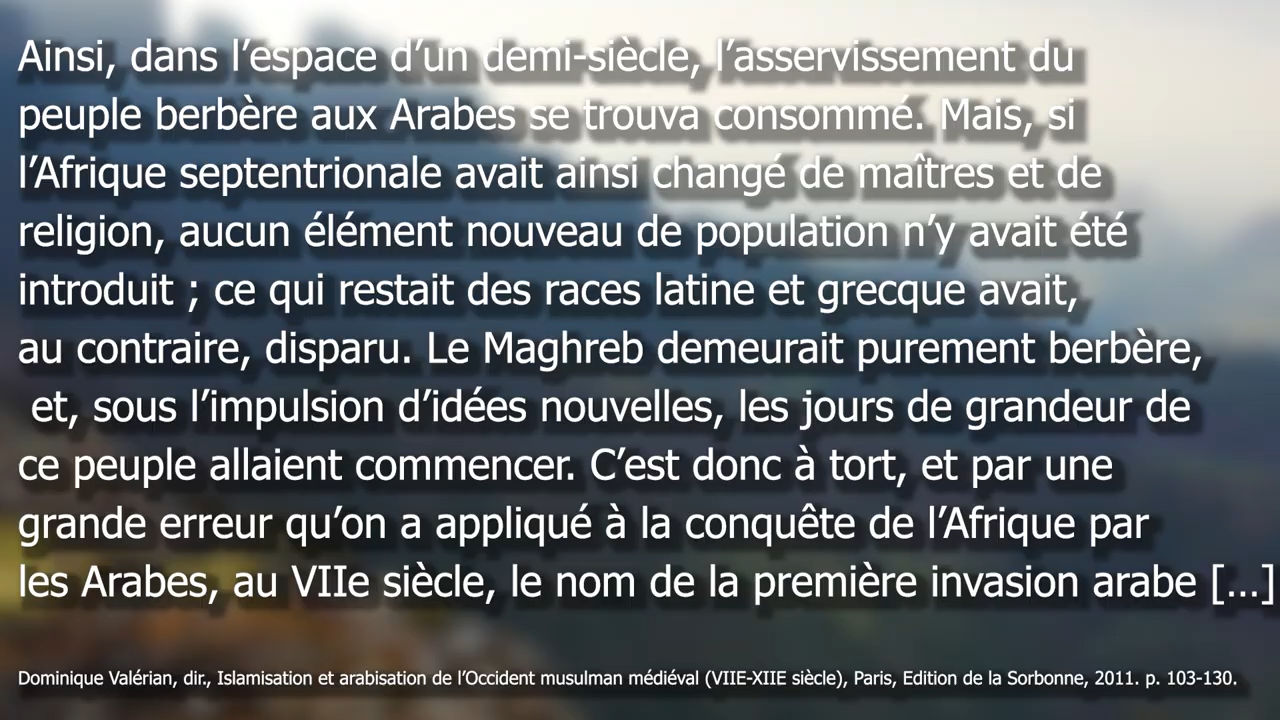 Ainsi, dans l’espace d’un demi-siècle, l’asservissement du
peuple berbère aux Arabes se trouva consommé. Mais, si
l’Afrique septentrionale avait ainsi changé de maîtres et de
religion, aucun élément nouveau de population n’y avait été
introduit ; ce qui restait des races latine et grecque avait,
au contraire, disparu. Le Maghreb demeurait purement berbère,
et, sous l’impulsion d’idées nouvelles, les jours de grandeur de
ce peuple allaient commencer. C’est donc à tort, et par une
grande erreur qu’on a appliqué à la conquête de l’Afrique par
les Arabes, au VIIe siècle, le nom de la première invasion arabe [...]
Dominique Valérian, dir., Islamisation et arabisation de l’Occident musulman médiéval (VIIE-XIIE siècle), Paris, Edition de la Sorbonne, 2011. p. 103-130.